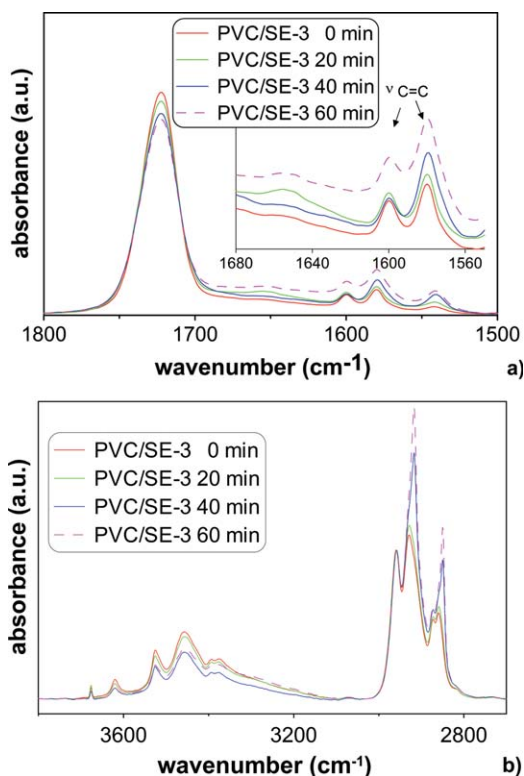 PVC/SE-3 0 min
PVC/SE-3 20 min
PVC/SE-3 40 min
PVC/SE-3 60 min
ν C=C
absorbance (a.u.)
1680 1640 1600 1560
1800 1700 1600 1500
wavenumber (cm-1)
a)
PVC/SE-3 0 min
PVC/SE-3 20 min
PVC/SE-3 40 min
PVC/SE-3 60 min
absorbance (a.u.)
3600 3200 2800
wavenumber (cm-1)
b)